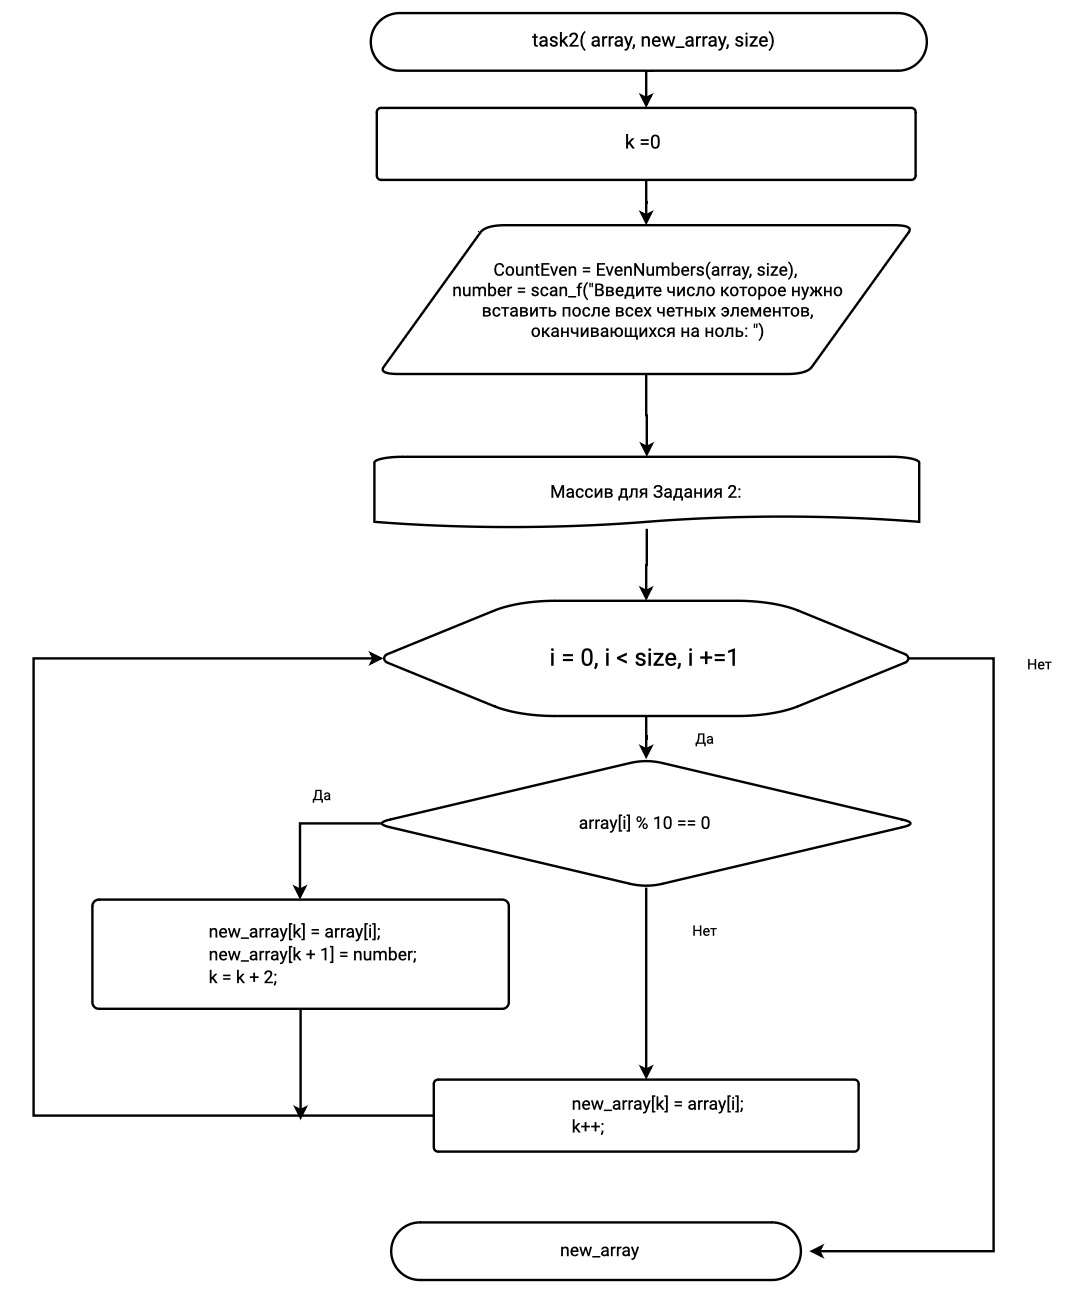 task2( array, new_array, size)
k =0
CountEven = EvenNumbers(array, size),
number = scan_f("Введите число которое нужно
вставить после всех четных элементов,
оканчивающихся на ноль: ")
Массив для Задания 2:
i = 0, i < size, i +=1
Нет
Да
Да
array[i] % 10 == 0
new_array[k] = array[i];
new_array[k + 1] = number;
k = k + 2;
Нет
new_array[k] = array[i];
k++;
new_array